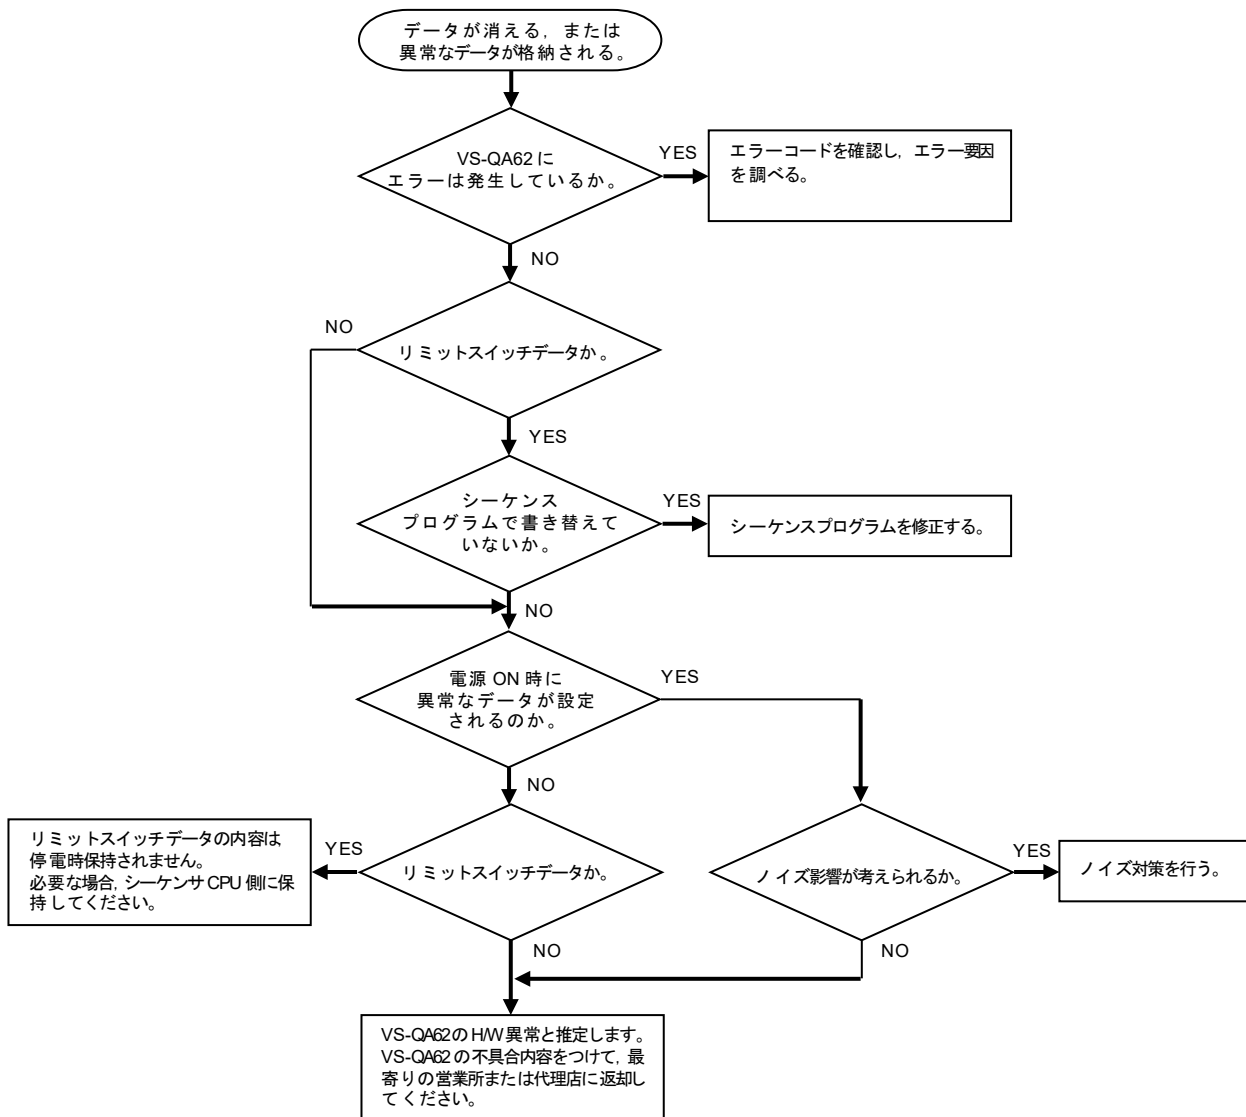 データが消える，または
異常なデータが格納される。
VS-QA62 に
エラーは発生しているか。
YES
エラーコードを確認し，エラー要因
を調べる。
NO
NO
リミットスイッチデータか。
YES
シーケンス
プログラムで書き替えて
いないか。
YES
シーケンスプログラムを修正する。
NO
電源 ON 時に
異常なデータが設定
されるのか。
YES
NO
リミットスイッチデータの内容は
停電時保持されません。
必要な場合，シーケンサ CPU 側に保
持してください。
YES
リミットスイッチデータか。
ノイズ影響が考えられるか。
YES
ノイズ対策を行う。
NO
NO
VS-QA62の H/W 異常と推定します。
VS-QA62 の不具合内容をつけて，最
寄りの営業所または代理店に返却し
てください。